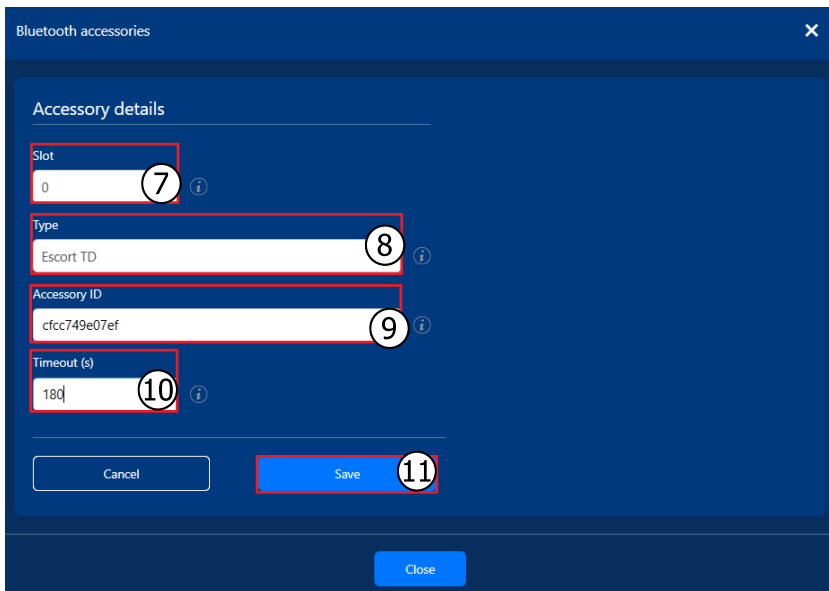 Bluetooth accessories
Accessory details
Slot
0
7
i
Type
Escort TD
8
i
Accessory ID
cfcc749e07ef
9
i
Timeout (s)
180
10
i
Cancel
Save
11
Close